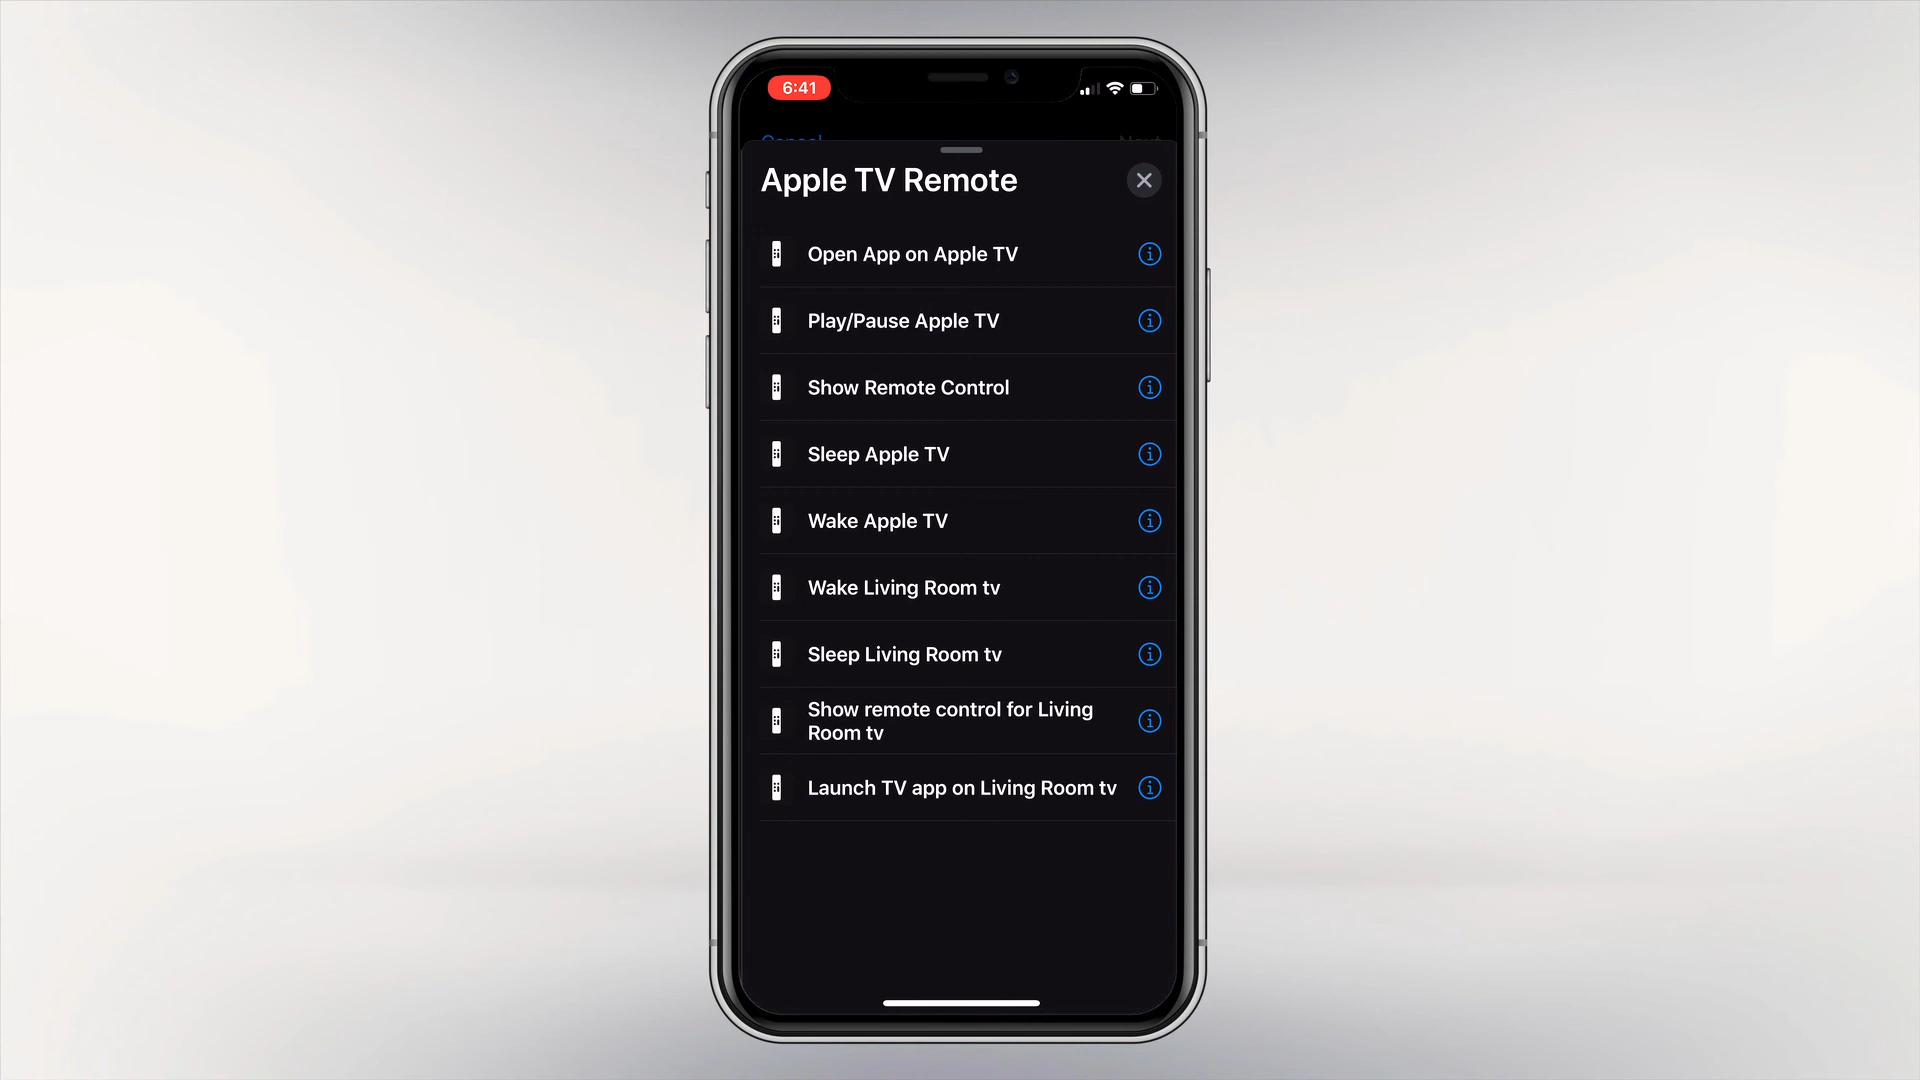 6:41
Cancel
Apple TV Remote
Open App on Apple TV
Play/Pause Apple TV
Show Remote Control
Sleep Apple TV
Wake Apple TV
Wake Living Room tv
Sleep Living Room tv
Show remote control for Living
Room tv
Launch TV app on Living Room tv